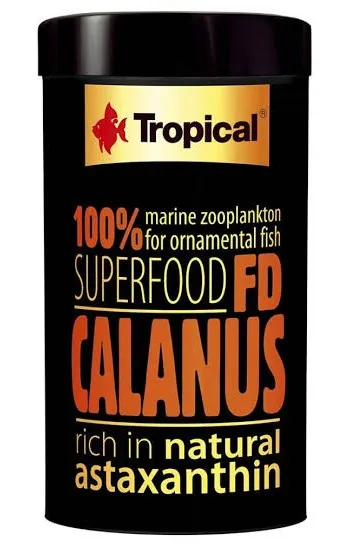 Tropical®
100% marine zooplankton
for ornamental fish
SUPERFOOD FD
CALANUS
rich in natural
astaxanthin